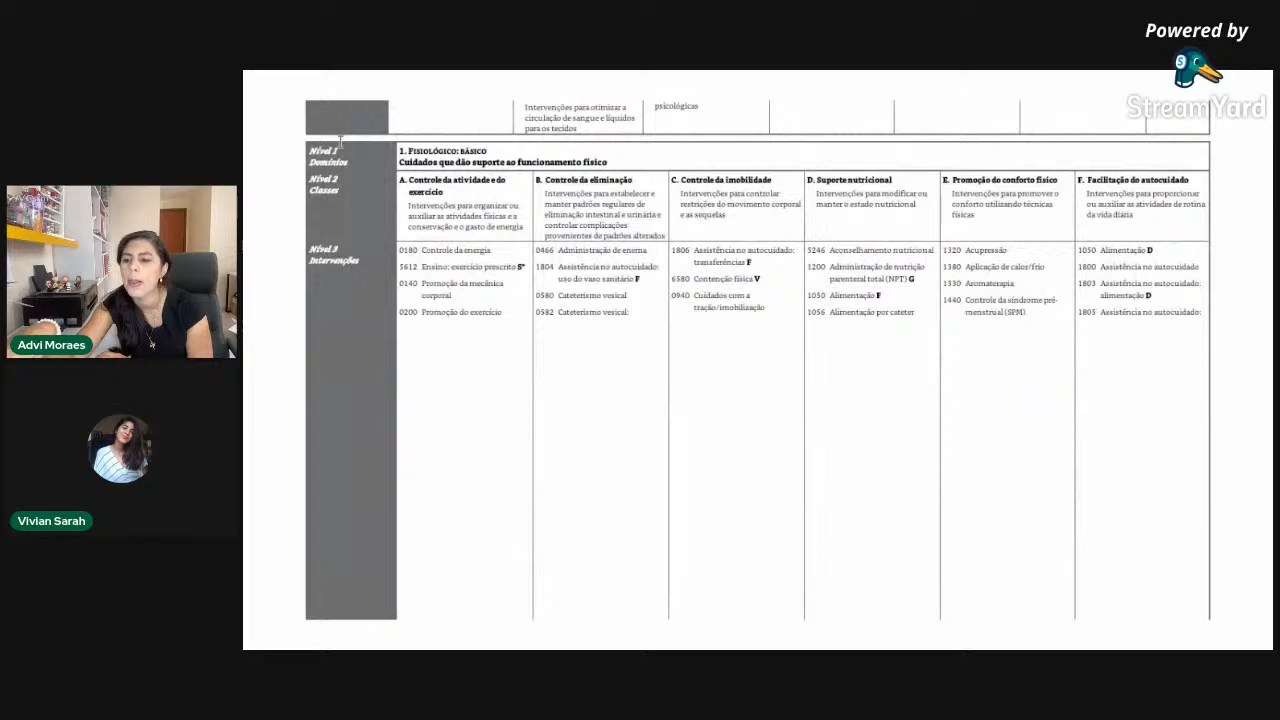 Powered by
StreamYard
Intervenções para otimizar a
circulação de sangue e líquidos
para os tecidos
psicológicas
Nível 1
Domínios
1. FISIOLÓGICO: BÁSICO
Cuidados que dão suporte ao funcionamento físico
Nível 2
Classes
A. Controle da atividade e do
exercício
Intervenções para organizar ou
auxiliar as atividades físicas e a
conservação e o gasto de energia
B. Controle da eliminação
Intervenções para estabelecer e
manter padrões regulares de
eliminação intestinal e urinária e
controlar complicações
provenientes de padrões alterados
C. Controle da imobilidade
Intervenções para controlar
restrições do movimento corporal
e as sequelas
D. Suporte nutricional
Intervenções para modificar ou
manter o estado nutricional
E. Promoção do conforto físico
Intervenções para promover o
conforto utilizando técnicas
físicas
F. Facilitação do autocuidado
Intervenções para proporcionar
ou auxiliar as atividades de rotina
da vida diária
Nível 3
Intervenções
0180 Controle da energia
5612 Ensino: exercício prescrito S*
0140 Promoção da mecânica
corporal
0200 Promoção do exercício
0466 Administração de enema
1804 Assistência no autocuidado:
uso do vaso sanitário F
0580 Cateterismo vesical
0582 Cateterismo vesical:
1806 Assistência no autocuidado:
transferências F
6580 Contenção física V
0940 Cuidados com a
tração/imobilização
5246 Aconselhamento nutricional
1200 Administração de nutrição
parenteral total (NPT) G
1050 Alimentação F
1056 Alimentação por cateter
1320 Acupressão
1380 Aplicação de calor/frio
1330 Aromaterapia
1440 Controle da síndrome pré-
menstrual (SPM)
1050 Alimentação D
1800 Assistência no autocuidado
1803 Assistência no autocuidado:
alimentação D
1805 Assistência no autocuidado:
Advi Moraes
Vivian Sarah